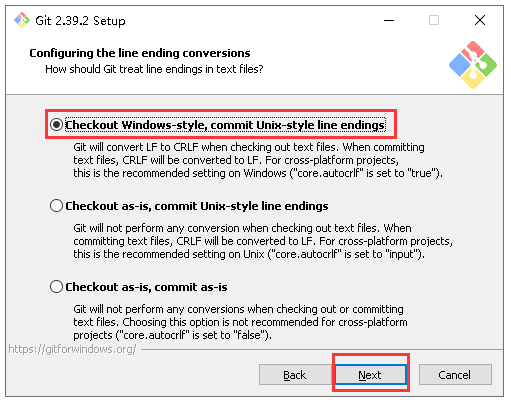 Git 2.39.2 Setup
Configuring the line ending conversions
How should Git treat line endings in text files?
Checkout Windows-style, commit Unix-style line endings
Git will convert LF to CRLF when checking out text files. When committing
text files, CRLF will be converted to LF. For cross-platform projects,
this is the recommended setting on Windows ("core.autocrlf" is set to "true").
Checkout as-is, commit Unix-style line endings
Git will not perform any conversion when checking out text files. When
committing text files, CRLF will be converted to LF. For cross-platform projects,
this is the recommended setting on Unix ("core.autocrlf" is set to "input").
Checkout as-is, commit as-is
Git will not perform any conversions when checking out or committing
text files. Choosing this option is not recommended for cross-platform
projects ("core.autocrlf" is set to "false").
https://gitforwindows.org/
Back Next Cancel